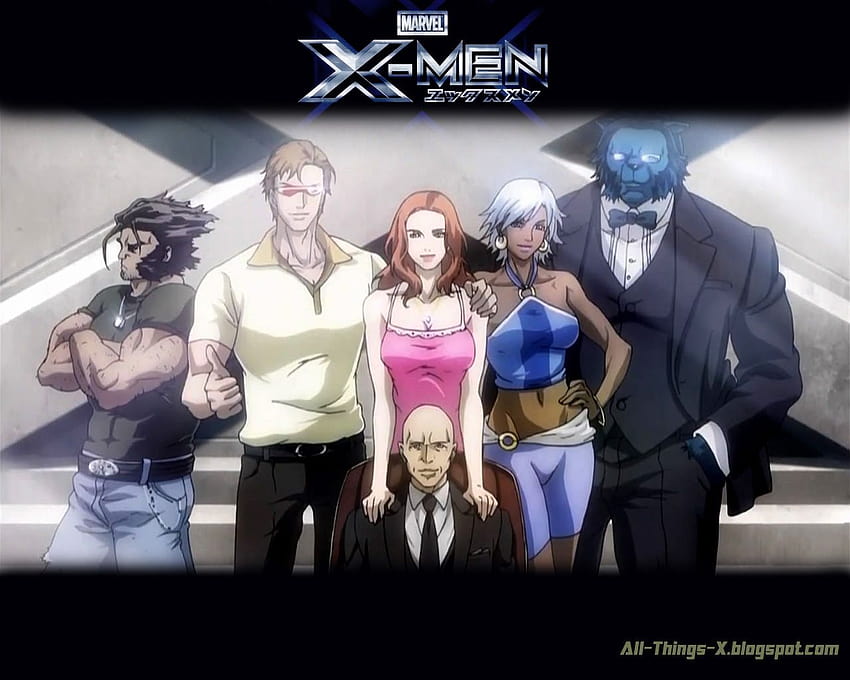 MARVEL
X-MEN
エックスメン
All-Things-X.blogspot.com